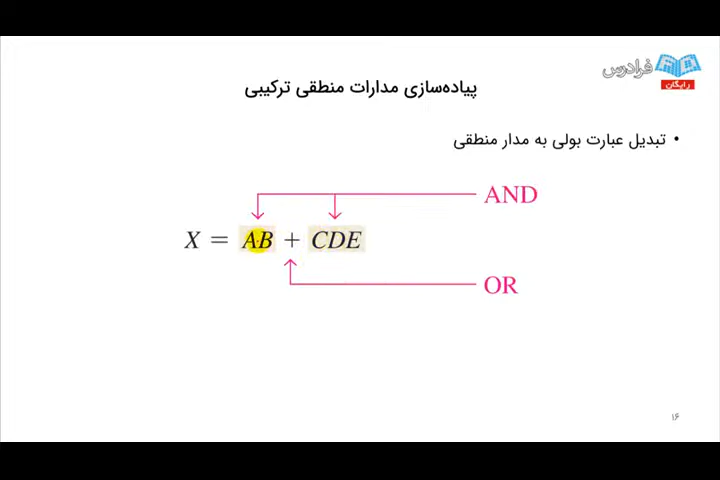 فرادرس
رایگان
پیاده‌سازی مدارات منطقی ترکیبی
• تبدیل عبارت بولی به مدار منطقی
AND
X = AB + CDE
OR
۱۶